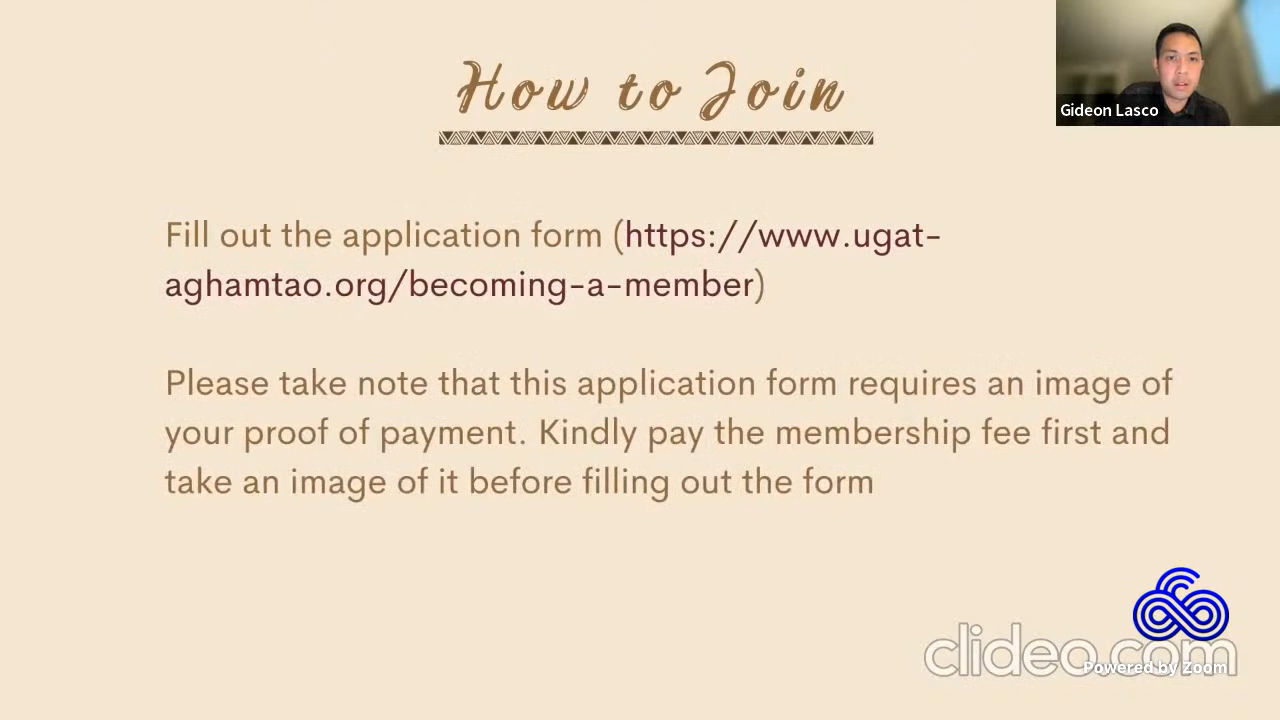 How to Join
Gideon Lasco
Fill out the application form (https://www.ugat-
aghamtao.org/becoming-a-member)
Please take note that this application form requires an image of
your proof of payment. Kindly pay the membership fee first and
take an image of it before filling out the form
clideo.com
Powered by Zoom